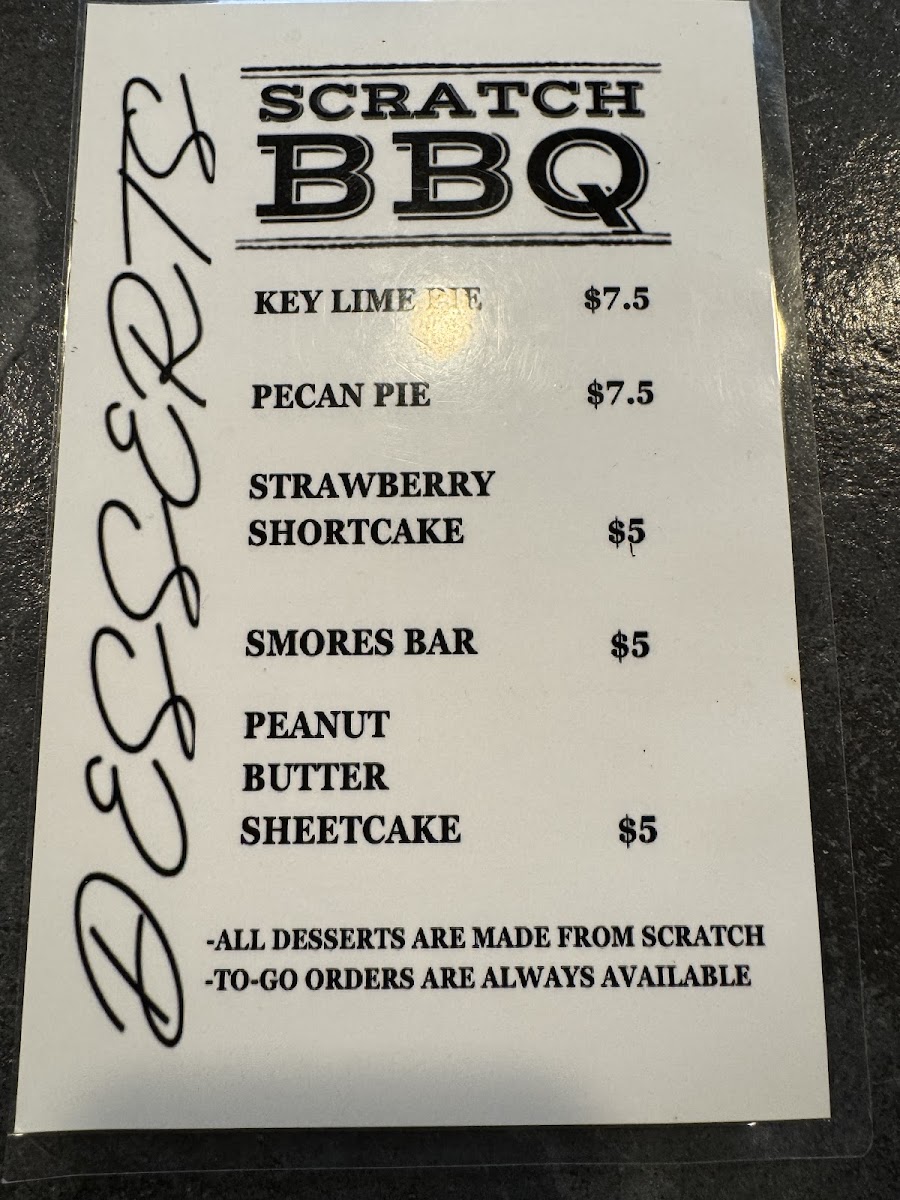 DESSERTS
SCRATCH
BBQ
KEY LIME PIE $7.5
PECAN PIE $7.5
STRAWBERRY
SHORTCAKE $5
SMORES BAR $5
PEANUT
BUTTER
SHEETCAKE $5
-ALL DESSERTS ARE MADE FROM SCRATCH
-TO-GO ORDERS ARE ALWAYS AVAILABLE